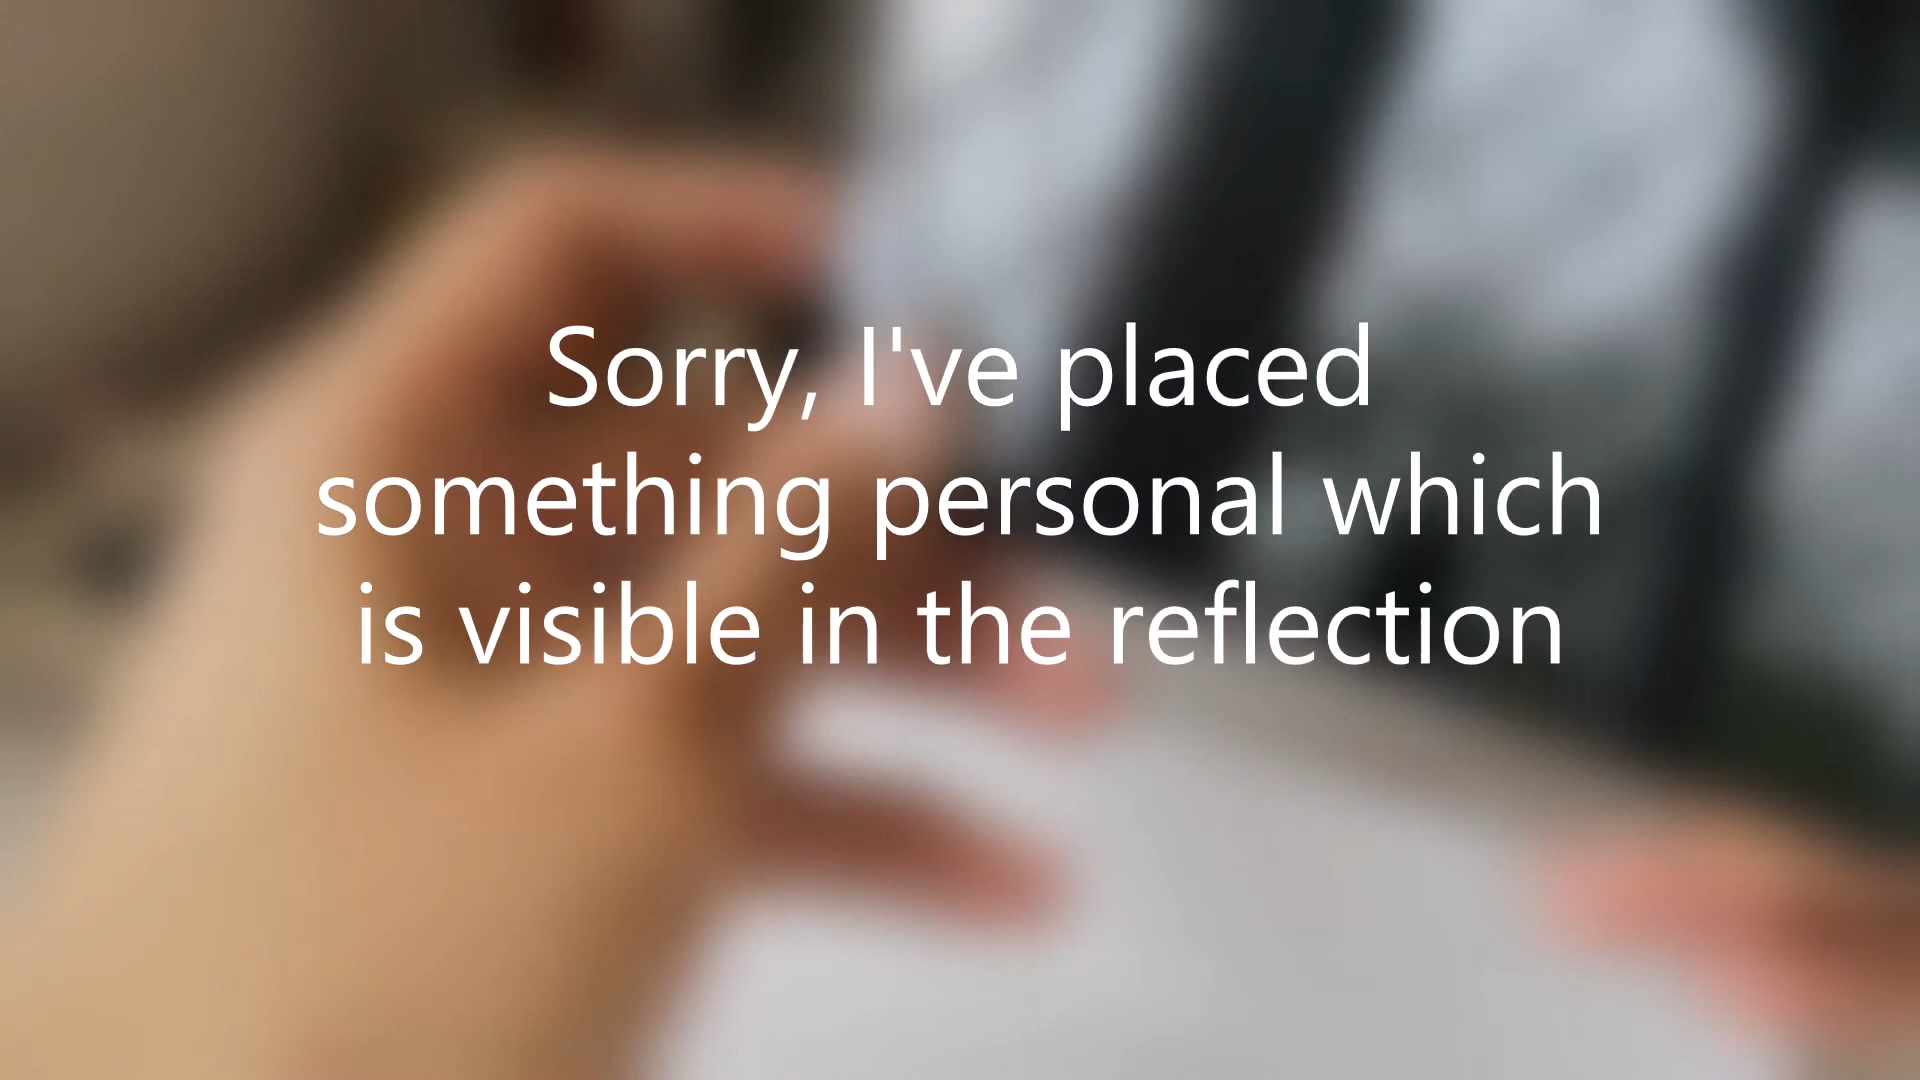 Sorry, I've placed
something personal which
is visible in the reflection